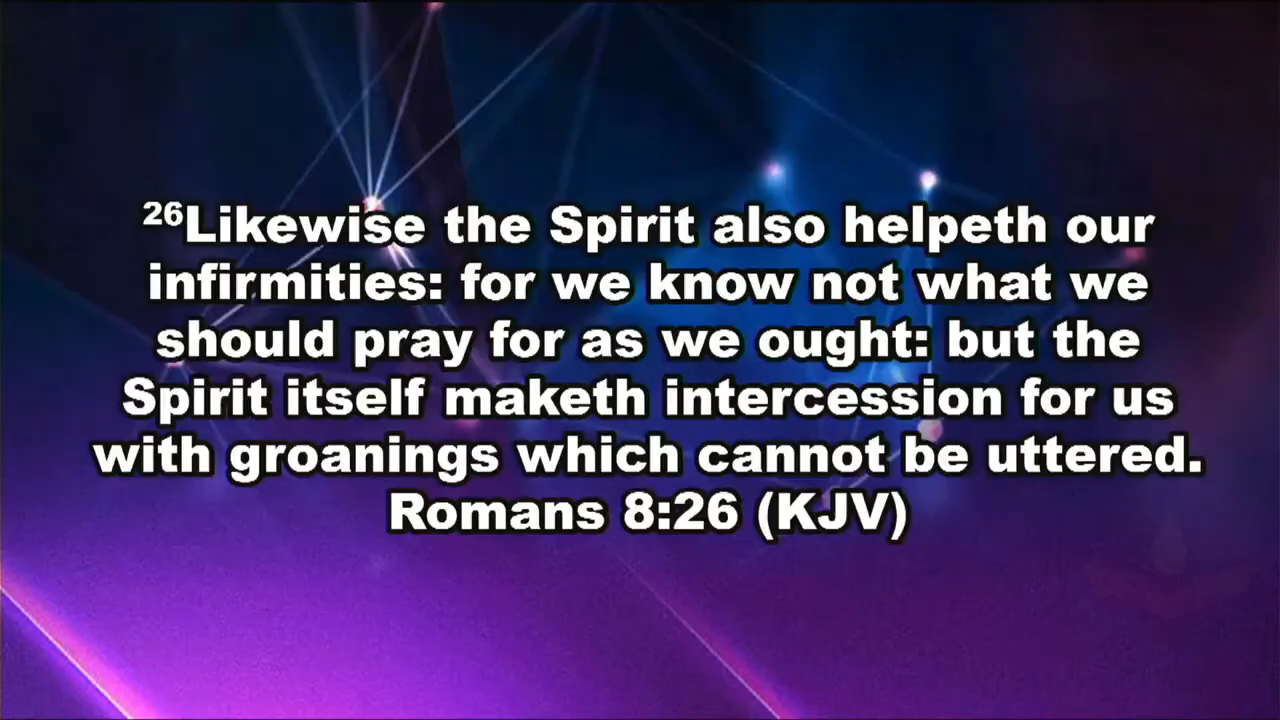 ²⁶Likewise the Spirit also helpeth our
infirmities: for we know not what we
should pray for as we ought: but the
Spirit itself maketh intercession for us
with groanings which cannot be uttered.
Romans 8:26 (KJV)